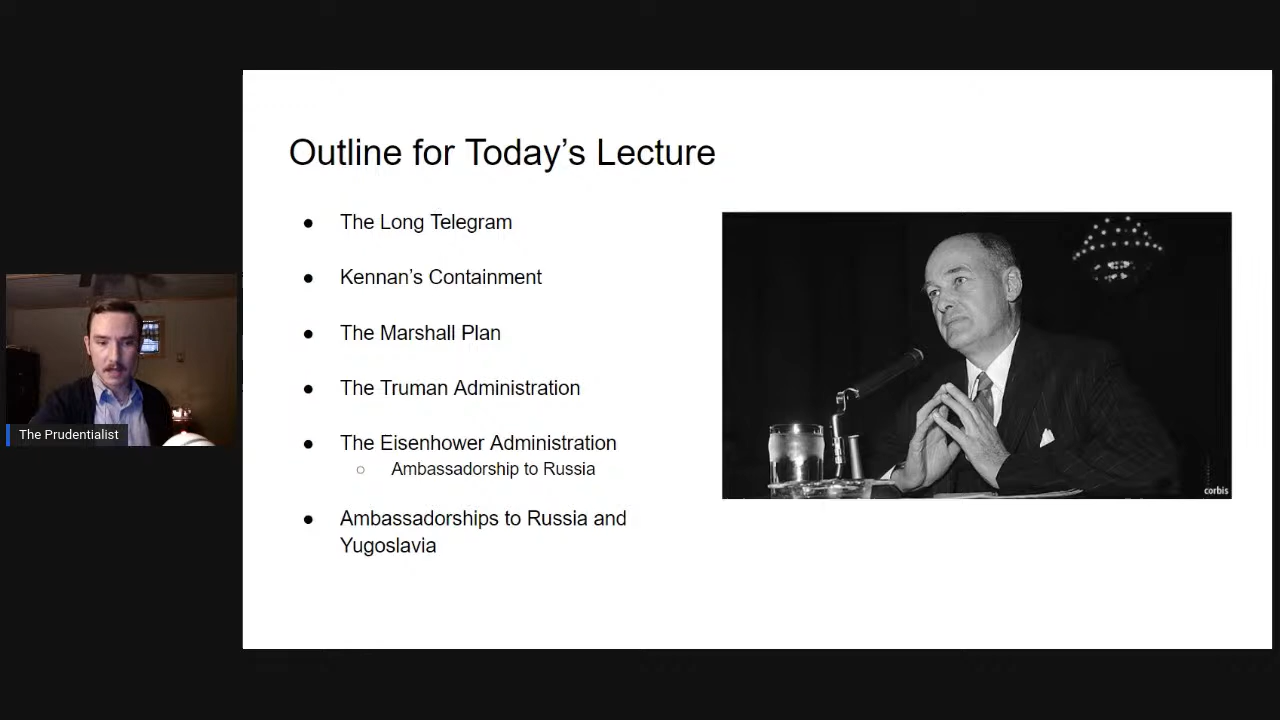 Outline for Today's Lecture
● The Long Telegram
● Kennan's Containment
● The Marshall Plan
● The Truman Administration
● The Eisenhower Administration
○ Ambassadorship to Russia
● Ambassadorships to Russia and
Yugoslavia
corbis
The Prudentialist